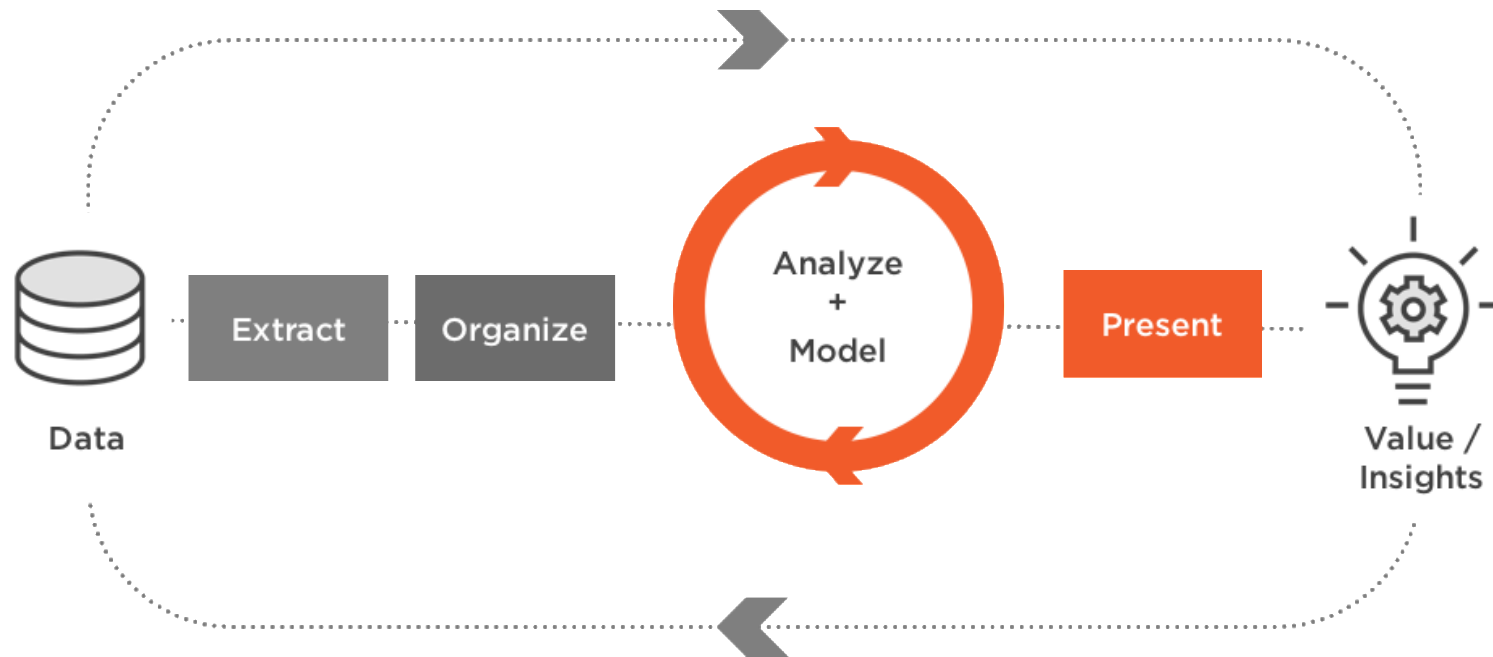 Data
Extract
Organize
Analyze
+
Model
Present
Value /
Insights